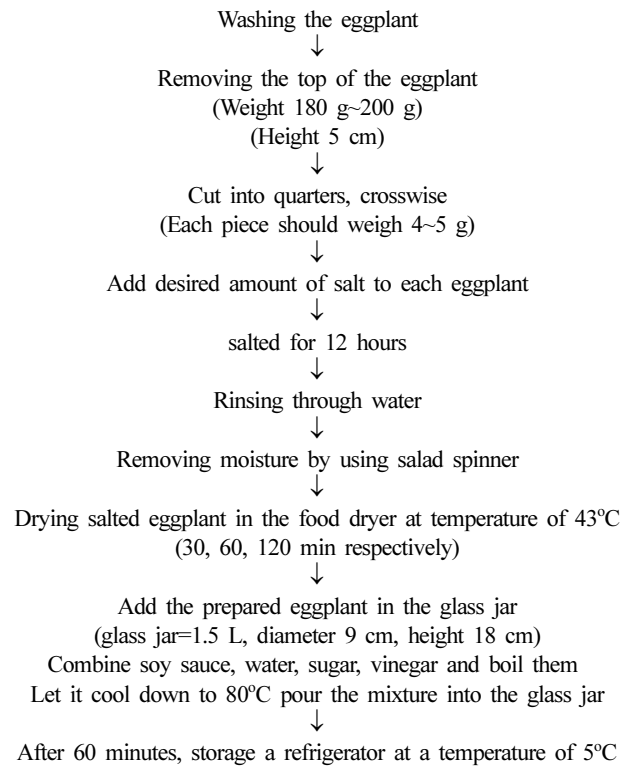 Washing the eggplant
↓
Removing the top of the eggplant
(Weight 180 g~200 g)
(Height 5 cm)
↓
Cut into quarters, crosswise
(Each piece should weigh 4~5 g)
↓
Add desired amount of salt to each eggplant
↓
salted for 12 hours
↓
Rinsing through water
↓
Removing moisture by using salad spinner
↓
Drying salted eggplant in the food dryer at temperature of 43°C
(30, 60, 120 min respectively)
↓
Add the prepared eggplant in the glass jar
(glass jar=1.5 L, diameter 9 cm, height 18 cm)
Combine soy sauce, water, sugar, vinegar and boil them
Let it cool down to 80°C pour the mixture into the glass jar
↓
After 60 minutes, storage a refrigerator at a temperature of 5°C